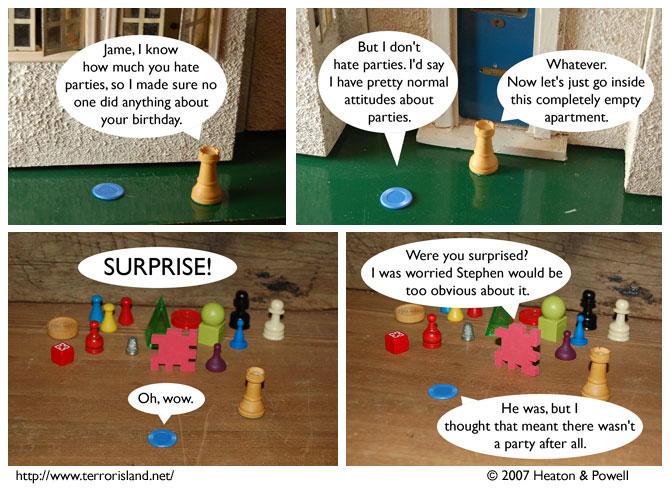 Jame, I know
how much you hate
parties, so I made sure no
one did anything about
your birthday.
But I don't
hate parties. I'd say
I have pretty normal
attitudes about
parties.
Whatever.
Now let's just go inside
this completely empty
apartment.
SURPRISE!
Oh, wow.
Were you surprised?
I was worried Stephen would be
too obvious about it.
He was, but I
thought that meant there wasn't
a party after all.
http://www.terrorisland.net/
© 2007 Heaton & Powell